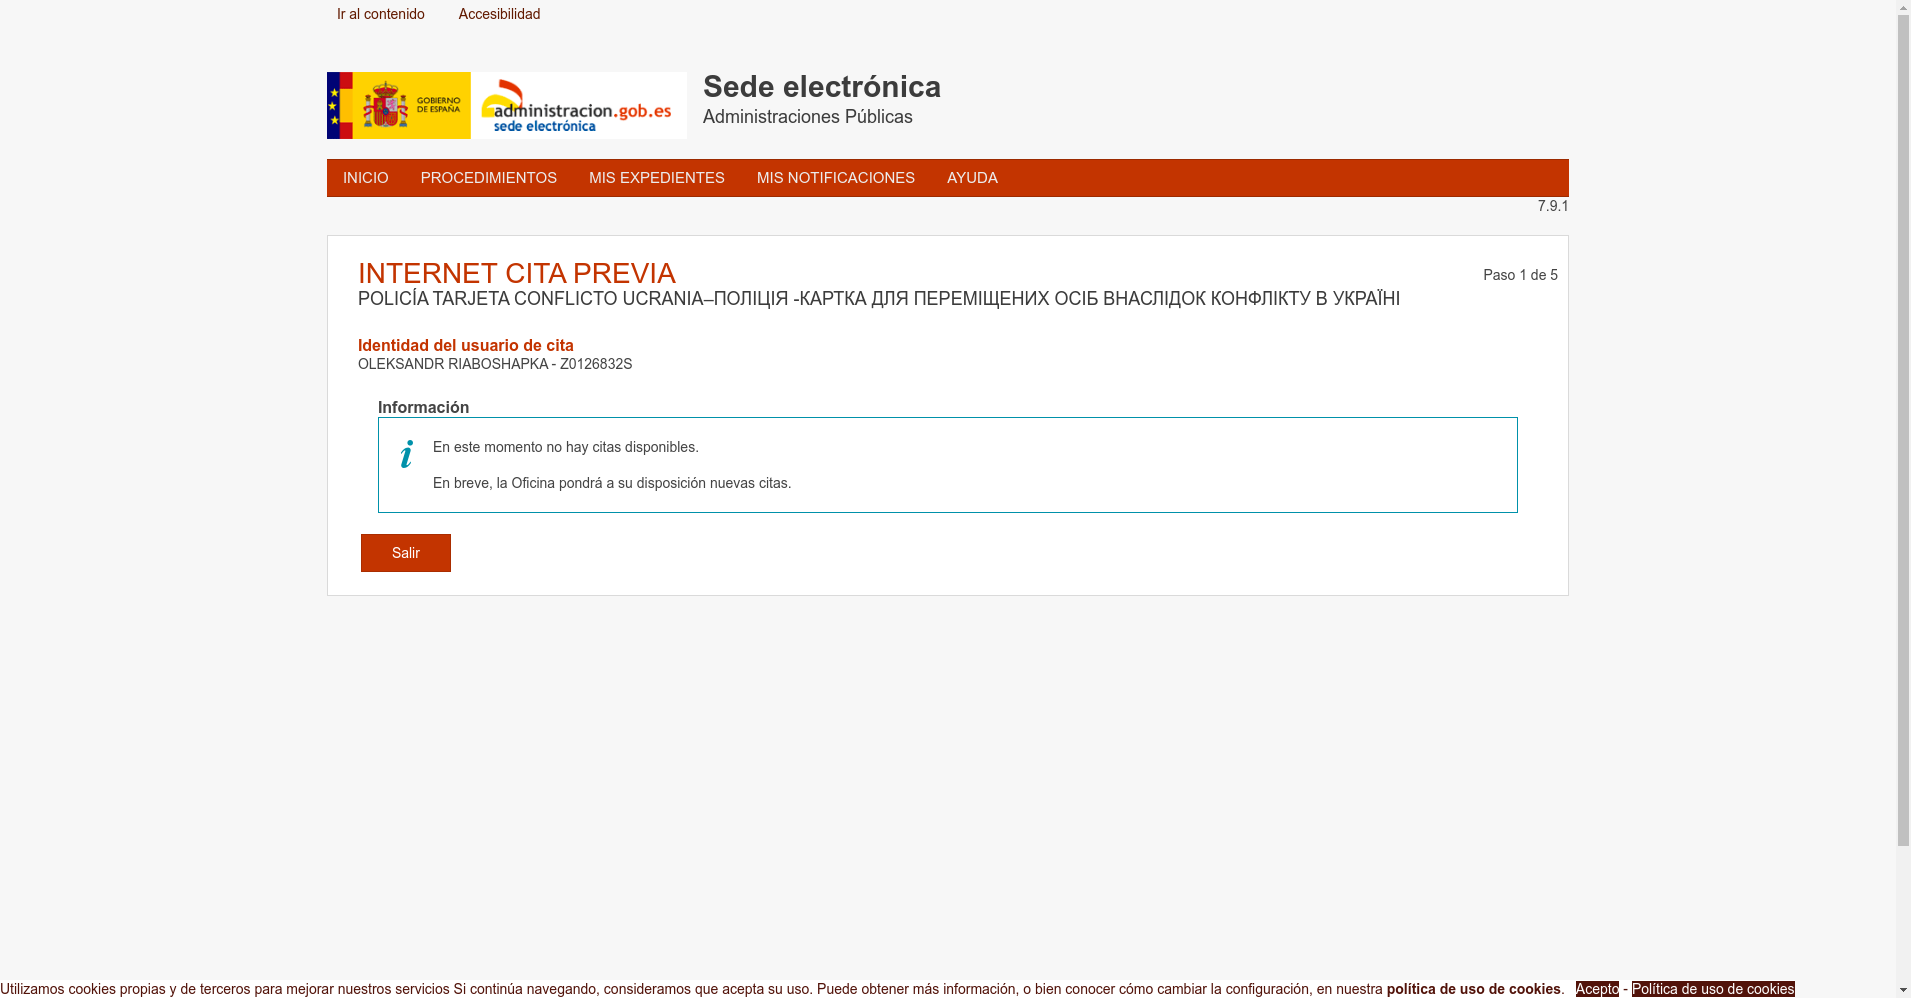 Ir al contenido Accesibilidad
GOBIERNO
DE ESPAÑA
administracion.gob.es
sede electrónica
Sede electrónica
Administraciones Públicas
INICIO PROCEDIMIENTOS MIS EXPEDIENTES MIS NOTIFICACIONES AYUDA
7.9.1
INTERNET CITA PREVIA
Paso 1 de 5
POLICÍA TARJETA CONFLICTO UCRANIA–ПОЛІЦІЯ -КАРТКА ДЛЯ ПЕРЕМІЩЕНИХ ОСІБ ВНАСЛІДОК КОНФЛІКТУ В УКРАЇНІ
Identidad del usuario de cita
OLEKSANDR RIABOSHAPKA - Z0126832S
Información
En este momento no hay citas disponibles.
En breve, la Oficina pondrá a su disposición nuevas citas.
Salir
Utilizamos cookies propias y de terceros para mejorar nuestros servicios Si continúa navegando, consideramos que acepta su uso. Puede obtener más información, o bien conocer cómo cambiar la configuración, en nuestra política de uso de cookies. Acepto - Política de uso de cookies